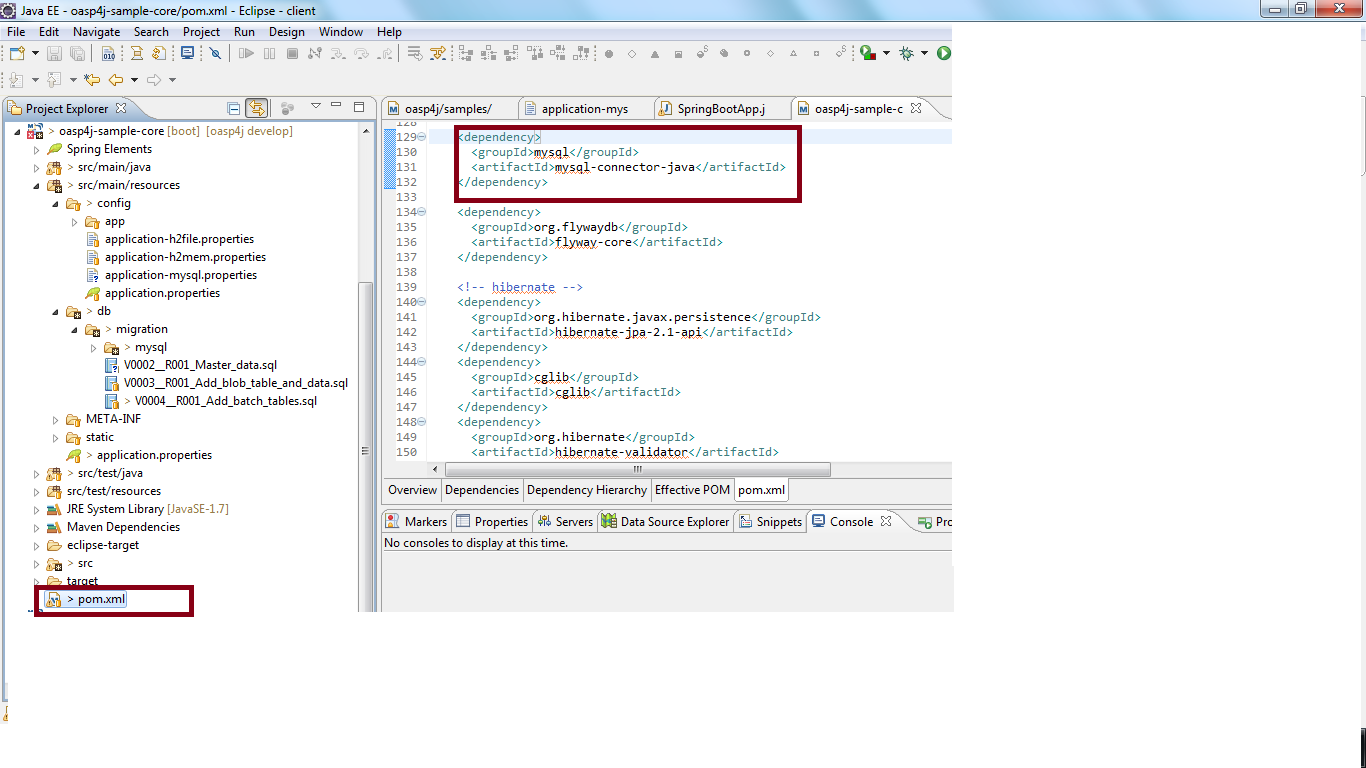 Java EE - oasp4j-sample-core/pom.xml - Eclipse - client
File Edit Navigate Search Project Run Design Window Help
Project Explorer
oasp4j/samples/
application-mys
SpringBootApp.j
oasp4j-sample-c
> oasp4j-sample-core [boot] [oasp4j develop]
Spring Elements
> src/main/java
> src/main/resources
> config
app
application-h2file.properties
application-h2mem.properties
application-mysql.properties
application.properties
> db
> migration
> mysql
V0002__R001_Master_data.sql
V0003__R001_Add_blob_table_and_data.sql
> V0004__R001_Add_batch_tables.sql
META-INF
static
> application.properties
> src/test/java
src/test/resources
JRE System Library [JavaSE-1.7]
Maven Dependencies
eclipse-target
> src
target
> pom.xml
128
129 <dependency>
130 <groupId>mysql</groupId>
131 <artifactId>mysql-connector-java</artifactId>
132 </dependency>
133
134 <dependency>
135 <groupId>org.flywaydb</groupId>
136 <artifactId>flyway-core</artifactId>
137 </dependency>
138
139 <!-- hibernate -->
140 <dependency>
141 <groupId>org.hibernate.javax.persistence</groupId>
142 <artifactId>hibernate-jpa-2.1-api</artifactId>
143 </dependency>
144 <dependency>
145 <groupId>cglib</groupId>
146 <artifactId>cglib</artifactId>
147 </dependency>
148 <dependency>
149 <groupId>org.hibernate</groupId>
150 <artifactId>hibernate-validator</artifactId>
Overview Dependencies Dependency Hierarchy Effective POM pom.xml
Markers Properties Servers Data Source Explorer Snippets Console Pro
No consoles to display at this time.